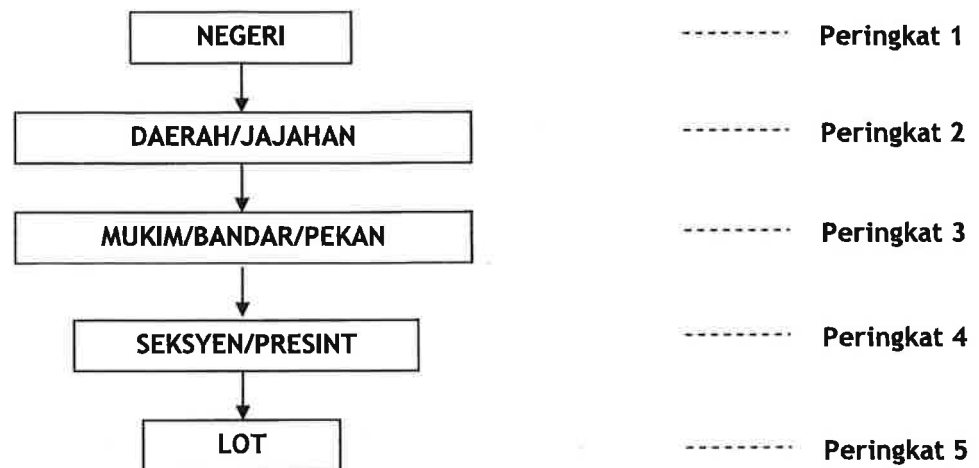 NEGERI ---------- Peringkat 1
DAERAH/JAJAHAN ---------- Peringkat 2
MUKIM/BANDAR/PEKAN ---------- Peringkat 3
SEKSYEN/PRESINT ---------- Peringkat 4
LOT ---------- Peringkat 5